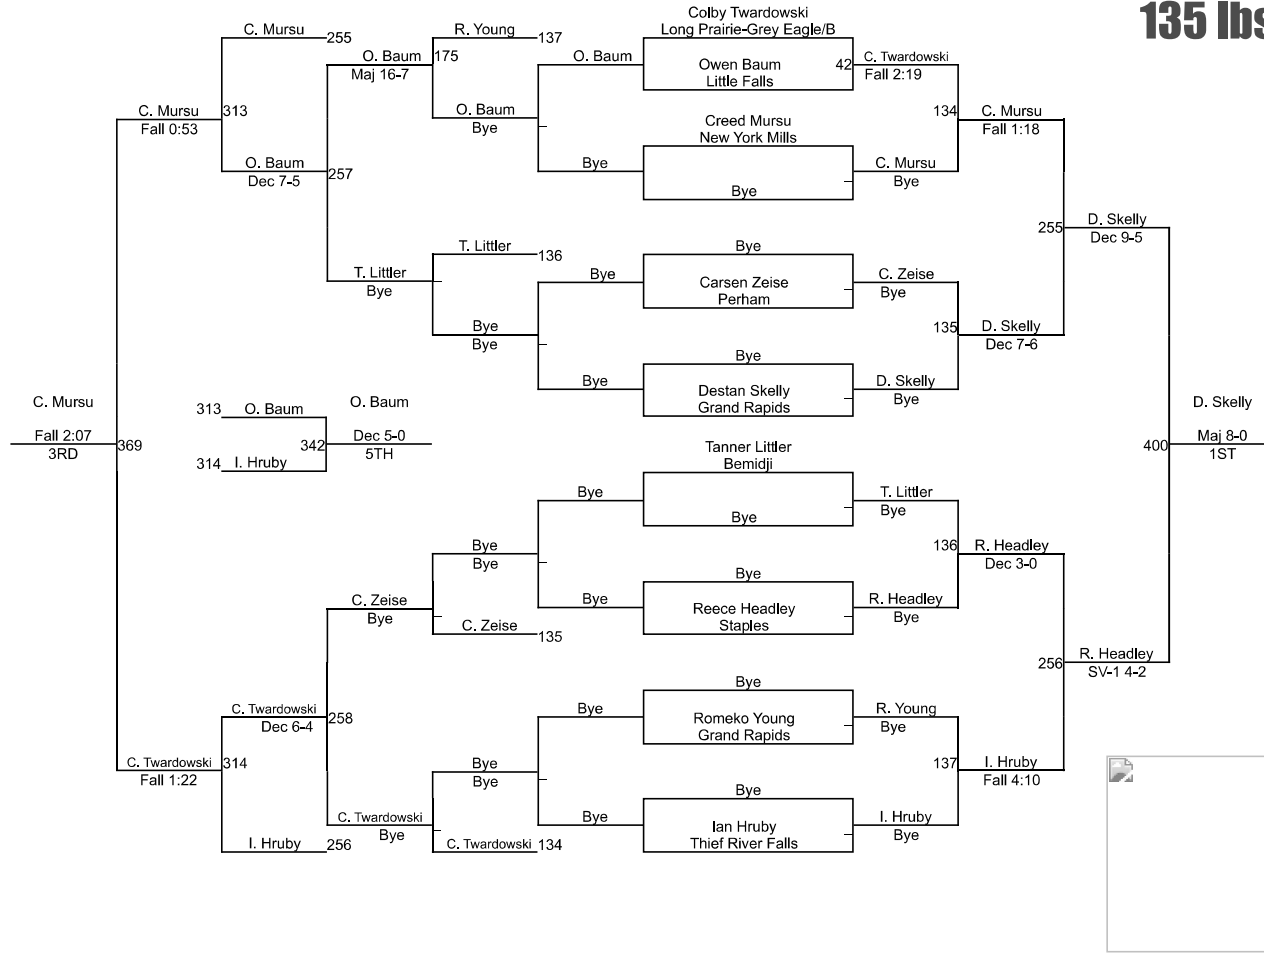 135 lbs
Colby Twardowski
C. Mursu 255 R. Young 137 Long Prairie-Grey Eagle/B
O. Baum 175 O. Baum Owen Baum 42 C. Twardowski
Maj 16-7 Little Falls Fall 2:19
C. Mursu 313 O. Baum Creed Mursu 134 C. Mursu
Fall 0:53 Bye New York Mills Fall 1:18
O. Baum 257 Bye C. Mursu
Dec 7-5 Bye Bye
255 D. Skelly
Dec 9-5
T. Littler 136 Bye
T. Littler Bye Carsen Zeise C. Zeise
Bye Perham Bye
Bye 135 D. Skelly
Bye Dec 7-6
Bye
Bye Destan Skelly D. Skelly
Grand Rapids Bye
C. Mursu 313 O. Baum O. Baum D. Skelly
Fall 2:07 369 342 Dec 5-0 400 Maj 8-0
3RD 314 I. Hruby 5TH 1ST
Tanner Littler
Bemidji
Bye T. Littler
Bye Bye
Bye 136 R. Headley
Bye Dec 3-0
Bye
C. Zeise Bye Reece Headley R. Headley
Bye Staples Bye
C. Zeise 135
256 R. Headley
SV-1 4-2
Bye
C. Twardowski 258 Bye Romeko Young R. Young
Dec 6-4 Grand Rapids Bye
C. Twardowski 314 Bye 137 I. Hruby
Fall 1:22 Bye Fall 4:10
Bye
C. Twardowski Bye Ian Hruby I. Hruby
Bye Thief River Falls Bye
I. Hruby 256 C. Twardowski 134